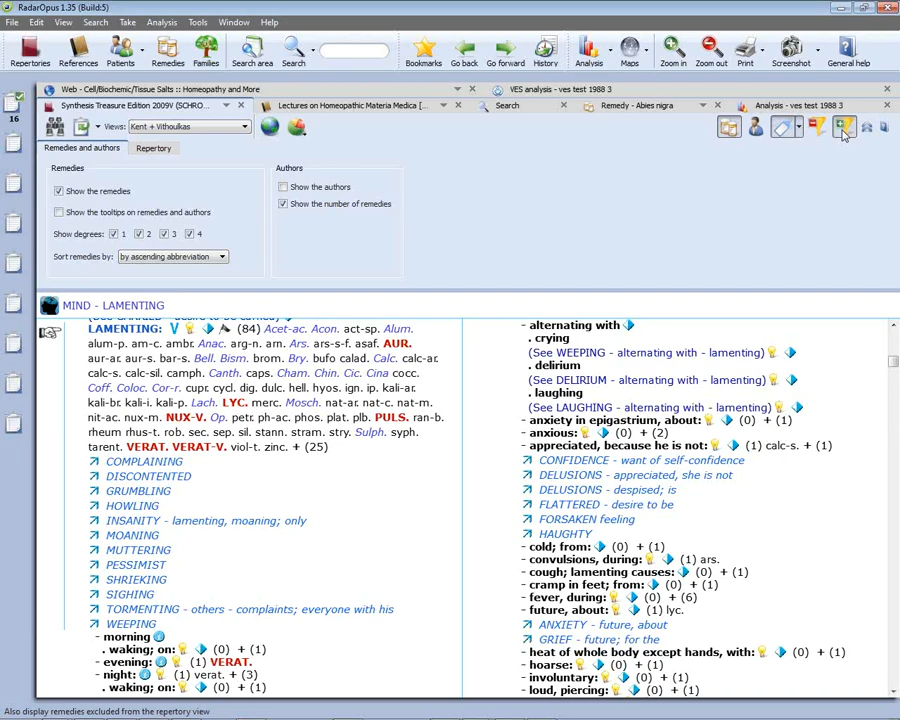 RadarOpus 1.35 (Build:5)
File Edit View Search Take Analysis Tools Window Help
Repertories References Patients Remedies Families Search area Search Bookmarks Go back Go forward History Analysis Maps Zoom in Zoom out Print Screenshot General help
Web - Cell/Biochemic/Tissue Salts :: Homeopathy and More
VES analysis - ves test 1988 3
Synthesis Treasure Edition 2009V (SCHRO...
Lectures on Homeopathic Materia Medica [...
Search
Remedy - Abies nigra
Analysis - ves test 1988 3
16
Views: Kent + Vithoulkas
Remedies and authors Repertory
Remedies
Show the remedies
Show the tooltips on remedies and authors
Show degrees: 1 2 3 4
Sort remedies by: by ascending abbreviation
Authors
Show the authors
Show the number of remedies
MIND - LAMENTING
LAMENTING: V (84) Acet-ac. Acon. act-sp. Alum.
alum-p. am-c. ambr. Anac. arg-n. arn. Ars. ars-s-f. asaf. AUR.
aur-ar. aur-s. bar-s. Bell. Bism. brom. Bry. bufo calad. Calc. calc-ar.
calc-s. calc-sil. camph. Canth. caps. Cham. Chin. Cic. Cina cocc.
Coff. Coloc. Cor-r. cupr. cycl. dig. dulc. hell. hyos. ign. ip. kali-ar.
kali-br. kali-i. kali-p. Lach. LYC. merc. Mosch. nat-ar. nat-c. nat-m.
nit-ac. nux-m. NUX-V. Op. petr. ph-ac. phos. plat. plb. PULS. ran-b.
rheum rhus-t. rob. sec. sep. sil. stann. stram. stry. Sulph. syph.
tarent. VERAT. VERAT-V. viol-t. zinc. + (25)
COMPLAINING
DISCONTENTED
GRUMBLING
HOWLING
INSANITY - lamenting, moaning; only
MOANING
MUTTERING
PESSIMIST
SHRIEKING
SIGHING
TORMENTING - others - complaints; everyone with his
WEEPING
- morning
. waking; on: (0) + (1)
- evening: (1) VERAT.
- night: (1) verat. + (3)
. waking; on: (0) + (1)
- alternating with
. crying
(See WEEPING - alternating with - lamenting)
. delirium
(See DELIRIUM - alternating with - lamenting)
. laughing
(See LAUGHING - alternating with - lamenting)
- anxiety in epigastrium, about: (0) + (1)
- anxious: (0) + (2)
- appreciated, because he is not: (1) calc-s. + (1)
CONFIDENCE - want of self-confidence
DELUSIONS - appreciated, she is not
DELUSIONS - despised; is
FLATTERED - desire to be
FORSAKEN feeling
HAUGHTY
- cold; from: (0) + (1)
- convulsions, during: (1) ars.
- cough; lamenting causes: (0) + (1)
- cramp in feet; from: (0) + (1)
- fever, during: (0) + (6)
- future, about: (1) lyc.
ANXIETY - future, about
GRIEF - future; for the
- heat of whole body except hands, with: (0) + (1)
- hoarse: (0) + (1)
- involuntary: (0) + (1)
- loud, piercing: (0) + (1)
Also display remedies excluded from the repertory view